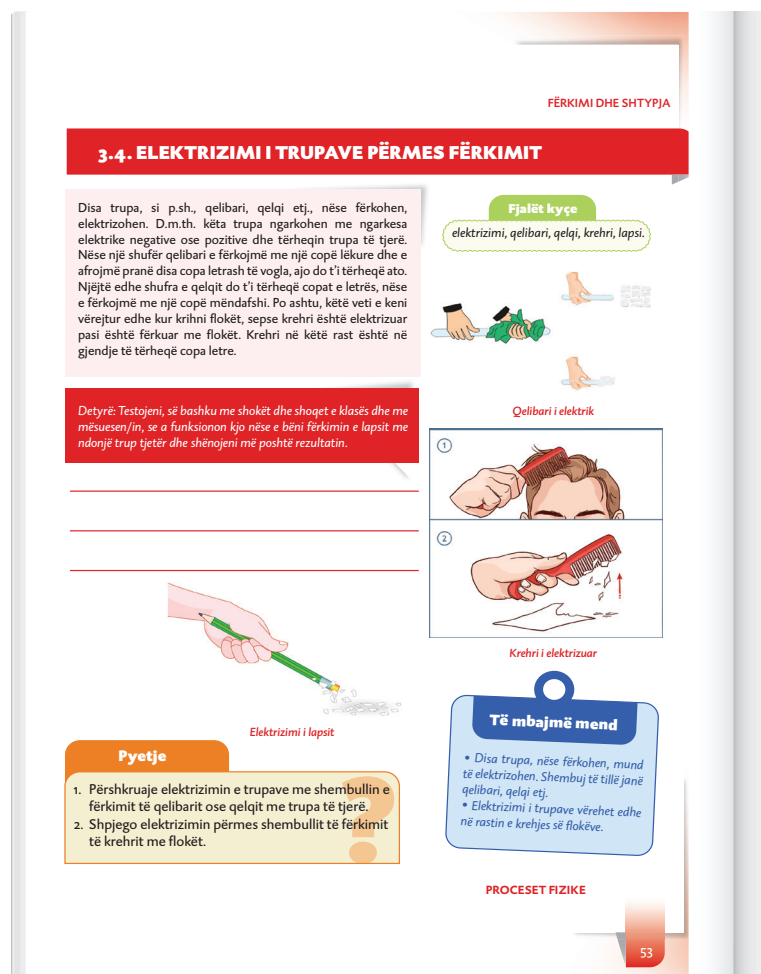 FËRKIMI DHE SHTYPJA
3.4. ELEKTRIZIMI I TRUPAVE PËRMES FËRKIMIT
Disa trupa, si p.sh., qelibari, qelqi etj., nëse fërkohen,
elektrizohen. D.m.th. këta trupa ngarkohen me ngarkesa
elektrike negative ose pozitive dhe tërheqin trupa të tjerë.
Nëse një shufër qelibari e fërkojmë me një copë lëkure dhe e
afrojmë pranë disa copa letrash të vogla, ajo do t'i tërheqë ato.
Njëjtë edhe shufra e qelqit do t'i tërheqë copat e letrës, nëse
e fërkojmë me një copë mëndafshi. Po ashtu, këtë veti e keni
vërejtur edhe kur krihni flokët, sepse krehri është elektrizuar
pasi është fërkuar me flokët. Krehri në këtë rast është në
gjendje të tërheqë copa letre.
Detyrë: Testojeni, së bashku me shokët dhe shoqet e klasës dhe me
mësuesen/in, se a funksionon kjo nëse e bëni fërkimin e lapsit me
ndonjë trup tjetër dhe shënojeni më poshtë rezultatin.
Elektrizimi i lapsit
Pyetje
1. Përshkruaje elektrizimin e trupave me shembullin e
fërkimit të qelibarit ose qelqit me trupa të tjerë.
2. Shpjego elektrizimin përmes shembullit të fërkimit
të krehrit me flokët.
?
Fjalët kyçe
elektrizimi, qelibari, qelqi, krehri, lapsi.
Qelibari i elektrik
1
2
Krehri i elektrizuar
Të mbajmë mend
• Disa trupa, nëse fërkohen, mund
të elektrizohen. Shembuj të tillë janë
qelibari, qelqi etj.
• Elektrizimi i trupave vërehet edhe
në rastin e krehjes së flokëve.
PROCESET FIZIKE
53